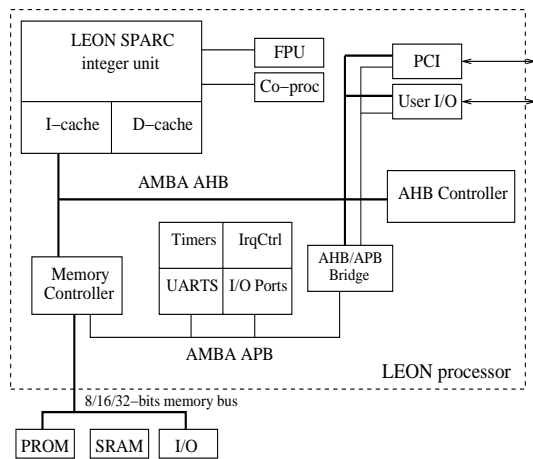 LEON SPARC
integer unit
FPU
Co−proc
PCI
User I/O
I−cache
D−cache
AMBA AHB
AHB Controller
Timers
IrqCtrl
UARTS
I/O Ports
AHB/APB
Bridge
Memory
Controller
AMBA APB
LEON processor
8/16/32−bits memory bus
PROM
SRAM
I/O